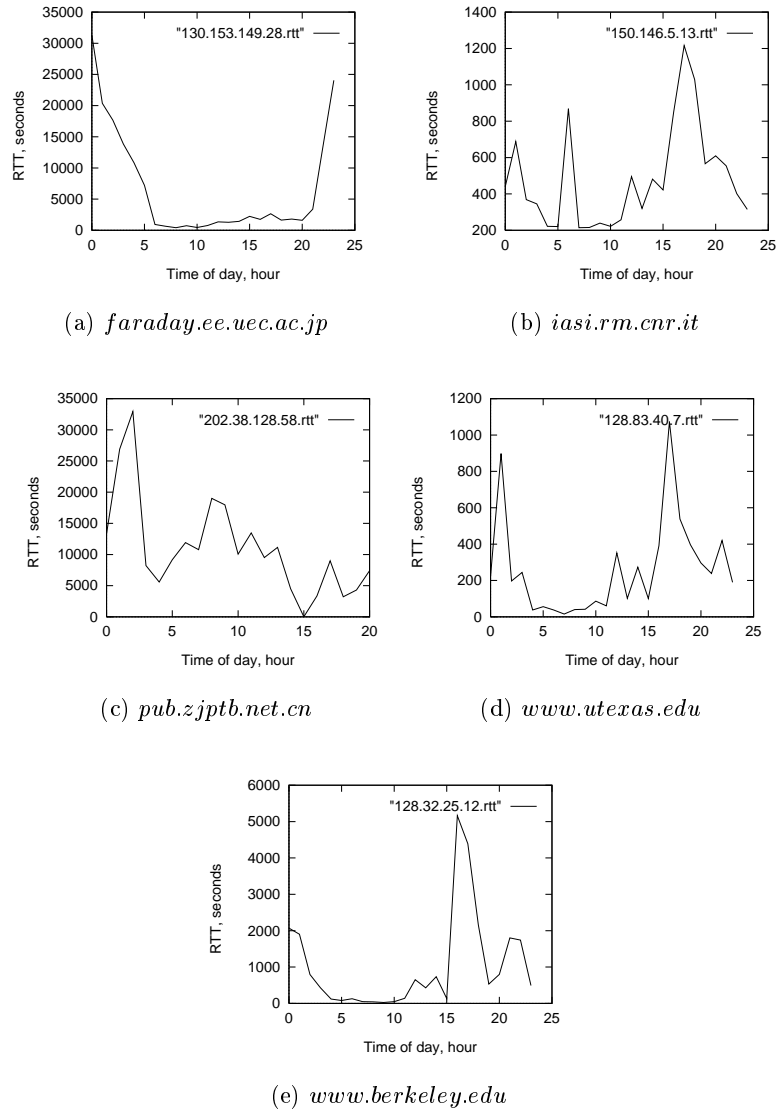 35000
30000
25000
20000
15000
10000
5000
0
RTT, seconds
"130.153.149.28.rtt"
0 5 10 15 20 25
Time of day, hour
(a) faraday.ee.uec.ac.jp
1400
1200
1000
800
600
400
200
RTT, seconds
"150.146.5.13.rtt"
0 5 10 15 20 25
Time of day, hour
(b) iasi.rm.cnr.it
35000
30000
25000
20000
15000
10000
5000
0
RTT, seconds
"202.38.128.58.rtt"
0 5 10 15 20
Time of day, hour
(c) pub.zjptb.net.cn
1200
1000
800
600
400
200
0
RTT, seconds
"128.83.40.7.rtt"
0 5 10 15 20 25
Time of day, hour
(d) www.utexas.edu
6000
5000
4000
3000
2000
1000
0
RTT, seconds
"128.32.25.12.rtt"
0 5 10 15 20 25
Time of day, hour
(e) www.berkeley.edu